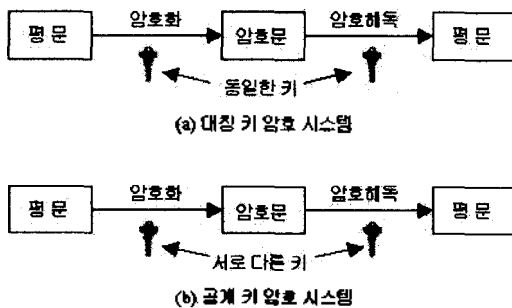 암호화 암호해독
평 문 암호문 평 문
동일한 키
(a) 대칭 키 암호 시스템
암호화 암호해독
평 문 암호문 평 문
서로 다른 키
(b) 공개 키 암호 시스템